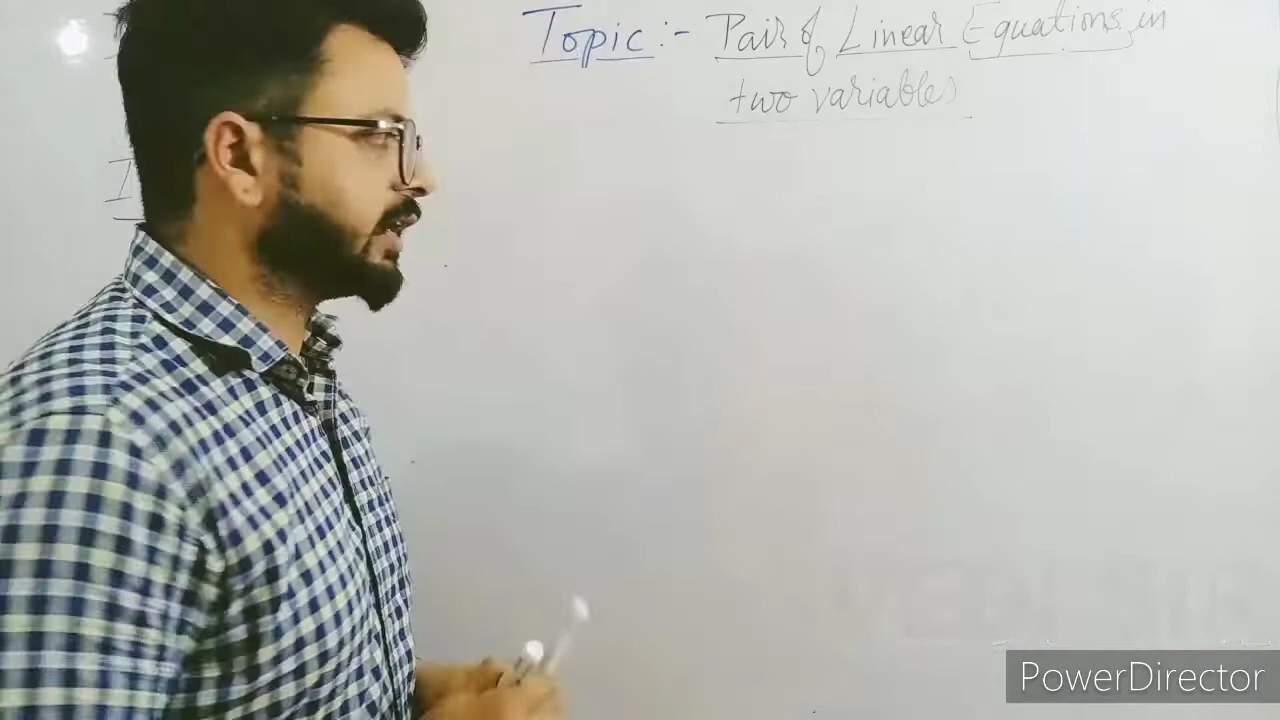 Topic :- Pair of Linear Equations in
two variables
PowerDirector